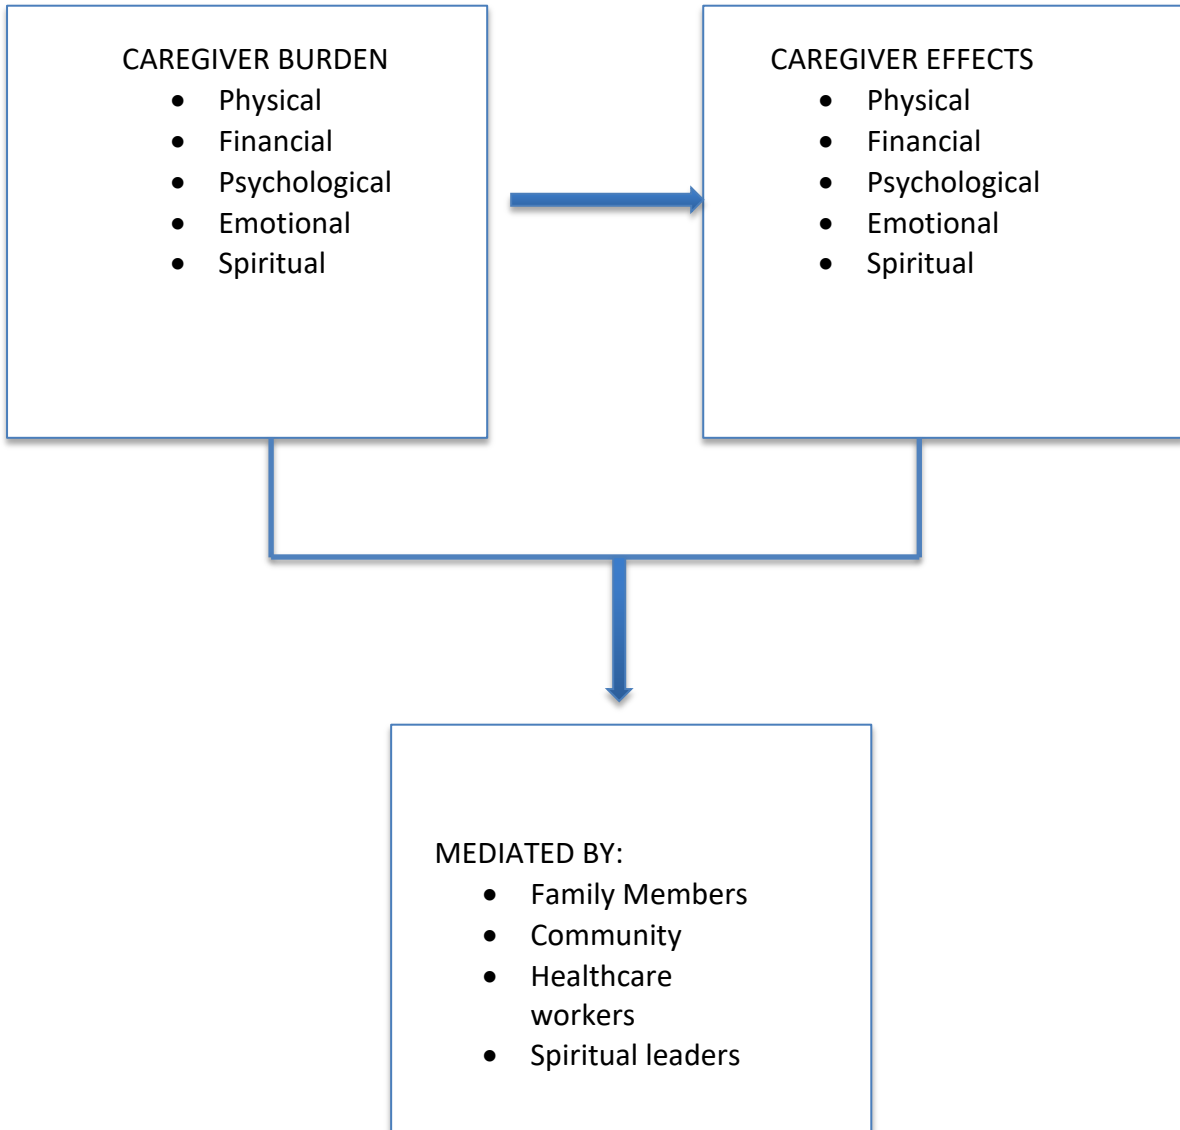 CAREGIVER BURDEN
• Physical
• Financial
• Psychological
• Emotional
• Spiritual
CAREGIVER EFFECTS
• Physical
• Financial
• Psychological
• Emotional
• Spiritual
MEDIATED BY:
• Family Members
• Community
• Healthcare
workers
• Spiritual leaders